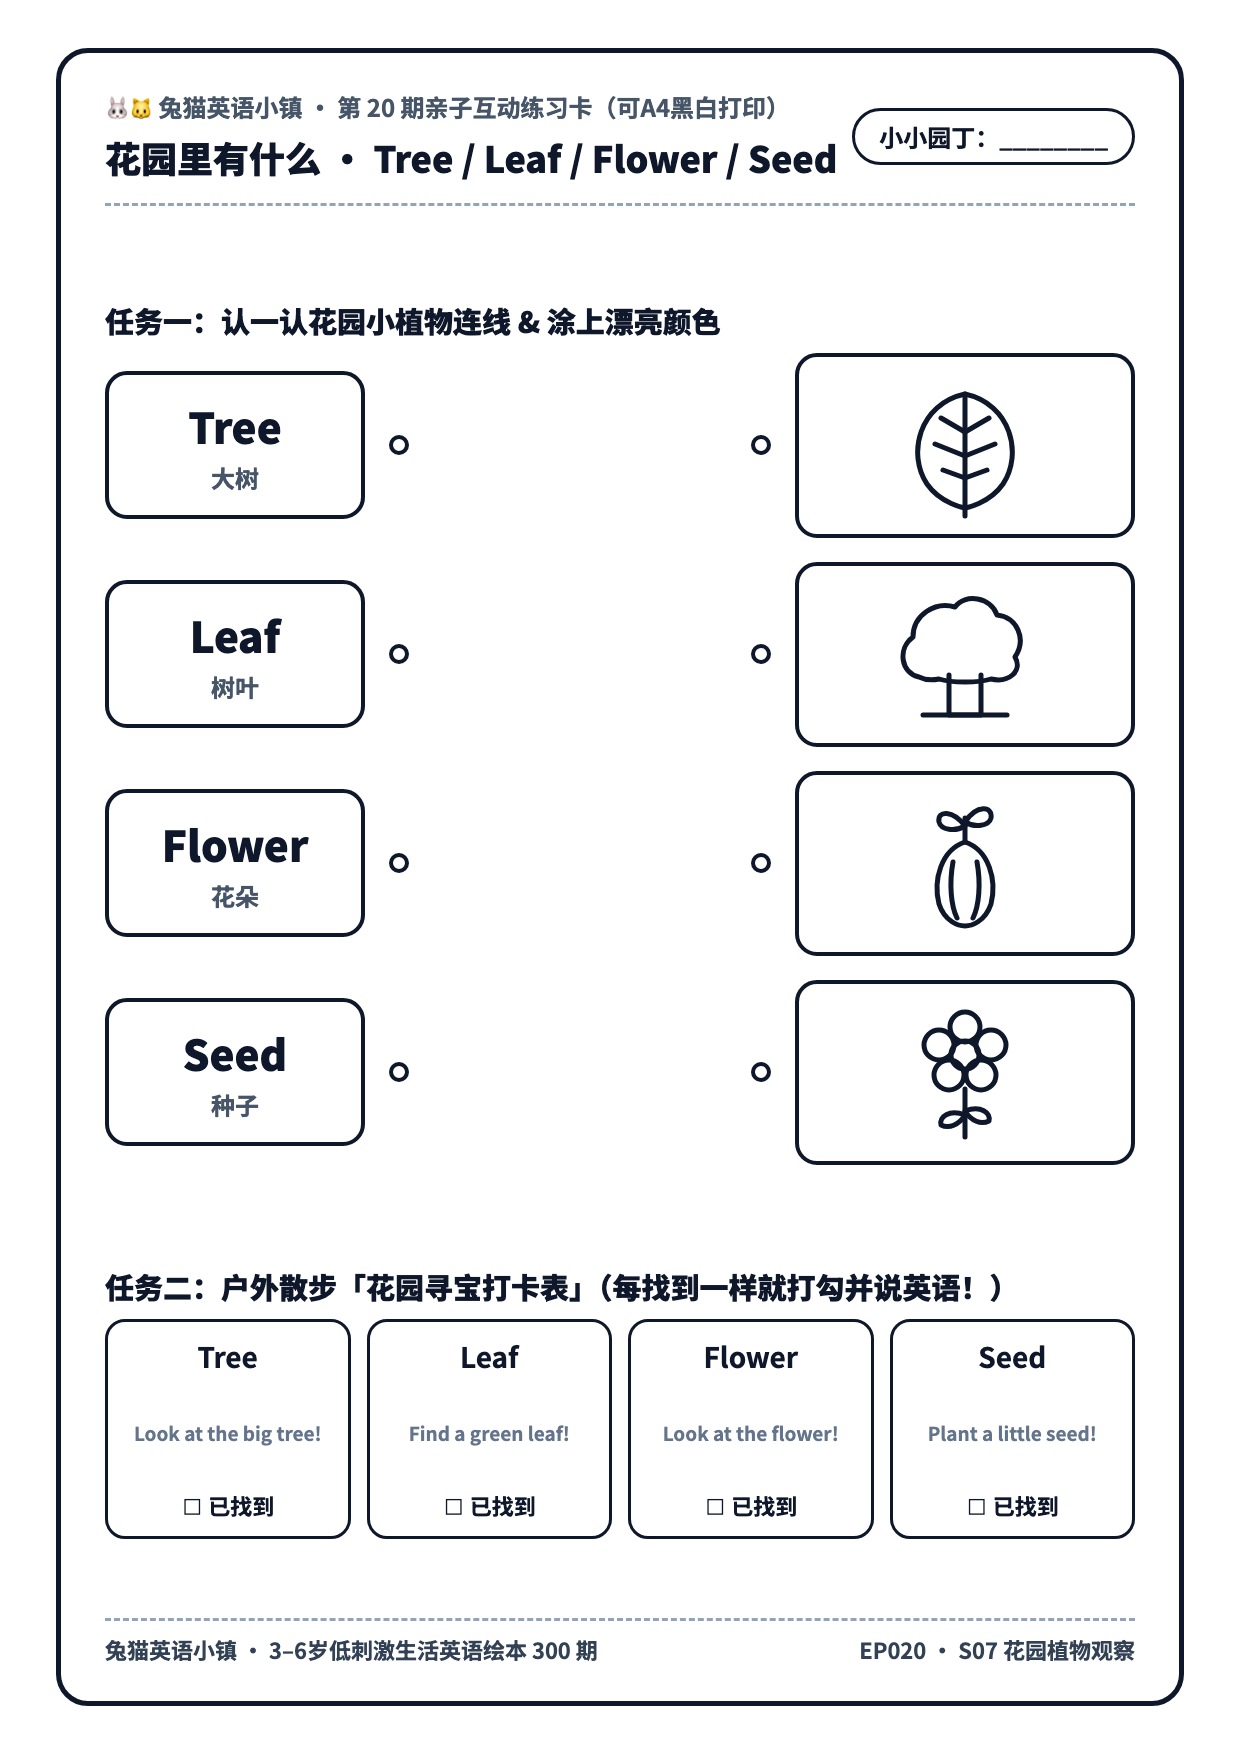 🐰🐱 兔猫英语小镇 · 第 20 期亲子互动练习卡（可A4黑白打印）
花园里有什么 · Tree / Leaf / Flower / Seed
小小园丁：________
任务一：认一认花园小植物连线 & 涂上漂亮颜色
Tree
大树
Leaf
树叶
Flower
花朵
Seed
种子
任务二：户外散步「花园寻宝打卡表」（每找到一样就打勾并说英语！）
Tree
Look at the big tree!
☐ 已找到
Leaf
Find a green leaf!
☐ 已找到
Flower
Look at the flower!
☐ 已找到
Seed
Plant a little seed!
☐ 已找到
兔猫英语小镇 · 3–6岁低刺激生活英语绘本 300 期
EP020 · S07 花园植物观察